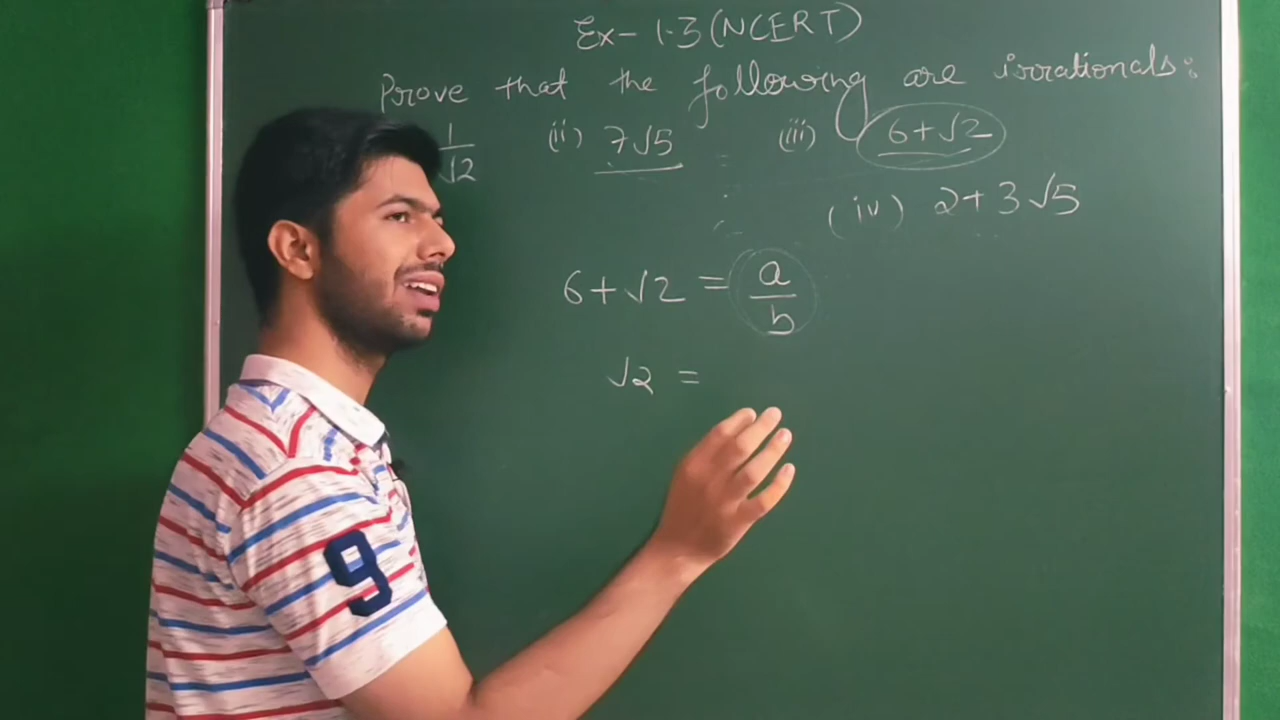 Ex- 1.3 (NCERT)
Prove that the following are irrationals:
1/√2 (ii) 7√5 (iii) 6+√2
(iv) 2+3√5
6+√2 = a/b
√2 =
9